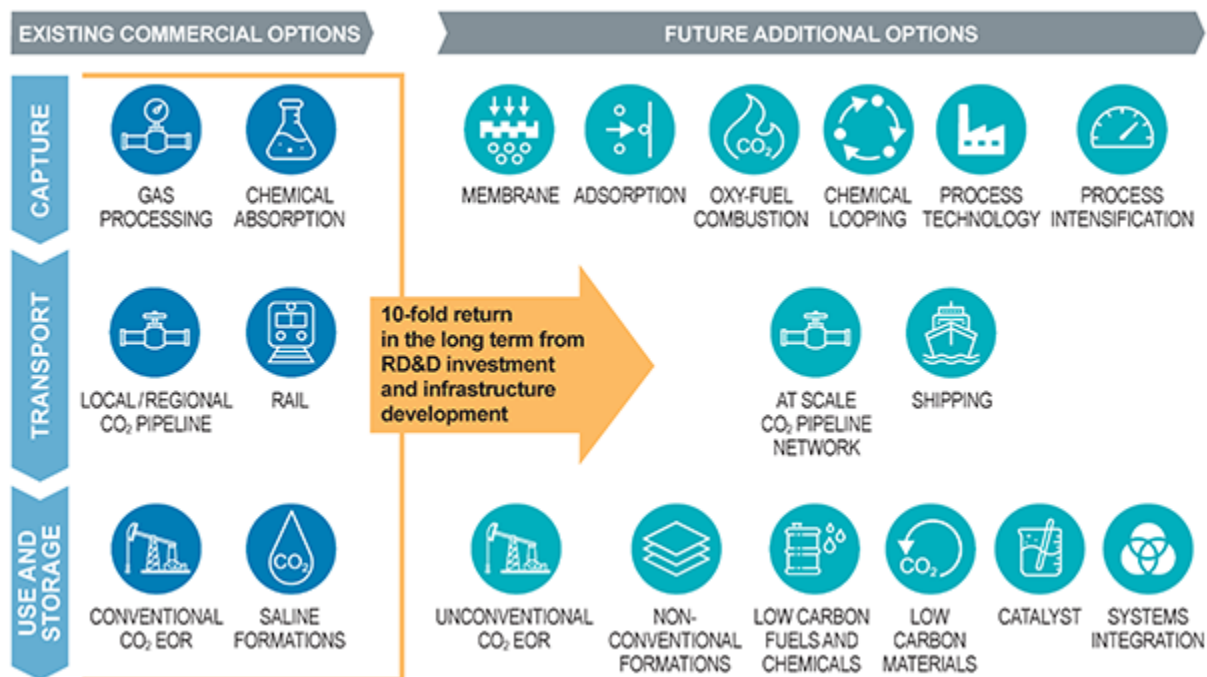 EXISTING COMMERCIAL OPTIONS
FUTURE ADDITIONAL OPTIONS
CAPTURE
GAS
PROCESSING
CHEMICAL
ABSORPTION
MEMBRANE
ADSORPTION
CO₂
OXY-FUEL
COMBUSTION
CHEMICAL
LOOPING
PROCESS
TECHNOLOGY
PROCESS
INTENSIFICATION
TRANSPORT
LOCAL/REGIONAL
CO₂ PIPELINE
RAIL
10-fold return
in the long term from
RD&D investment
and infrastructure
development
AT SCALE
CO₂ PIPELINE
NETWORK
SHIPPING
USE AND
STORAGE
CONVENTIONAL
CO₂ EOR
CO₂
SALINE
FORMATIONS
UNCONVENTIONAL
CO₂ EOR
NON-
CONVENTIONAL
FORMATIONS
LOW CARBON
FUELS AND
CHEMICALS
CO₂
LOW
CARBON
MATERIALS
CATALYST
SYSTEMS
INTEGRATION